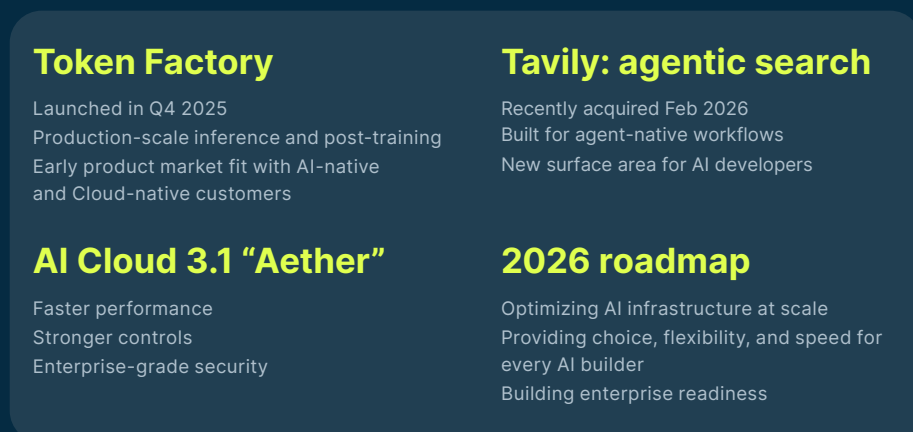 Token Factory
Launched in Q4 2025
Production-scale inference and post-training
Early product market fit with AI-native
and Cloud-native customers
Tavily: agentic search
Recently acquired Feb 2026
Built for agent-native workflows
New surface area for AI developers
AI Cloud 3.1 “Aether”
Faster performance
Stronger controls
Enterprise-grade security
2026 roadmap
Optimizing AI infrastructure at scale
Providing choice, flexibility, and speed for
every AI builder
Building enterprise readiness